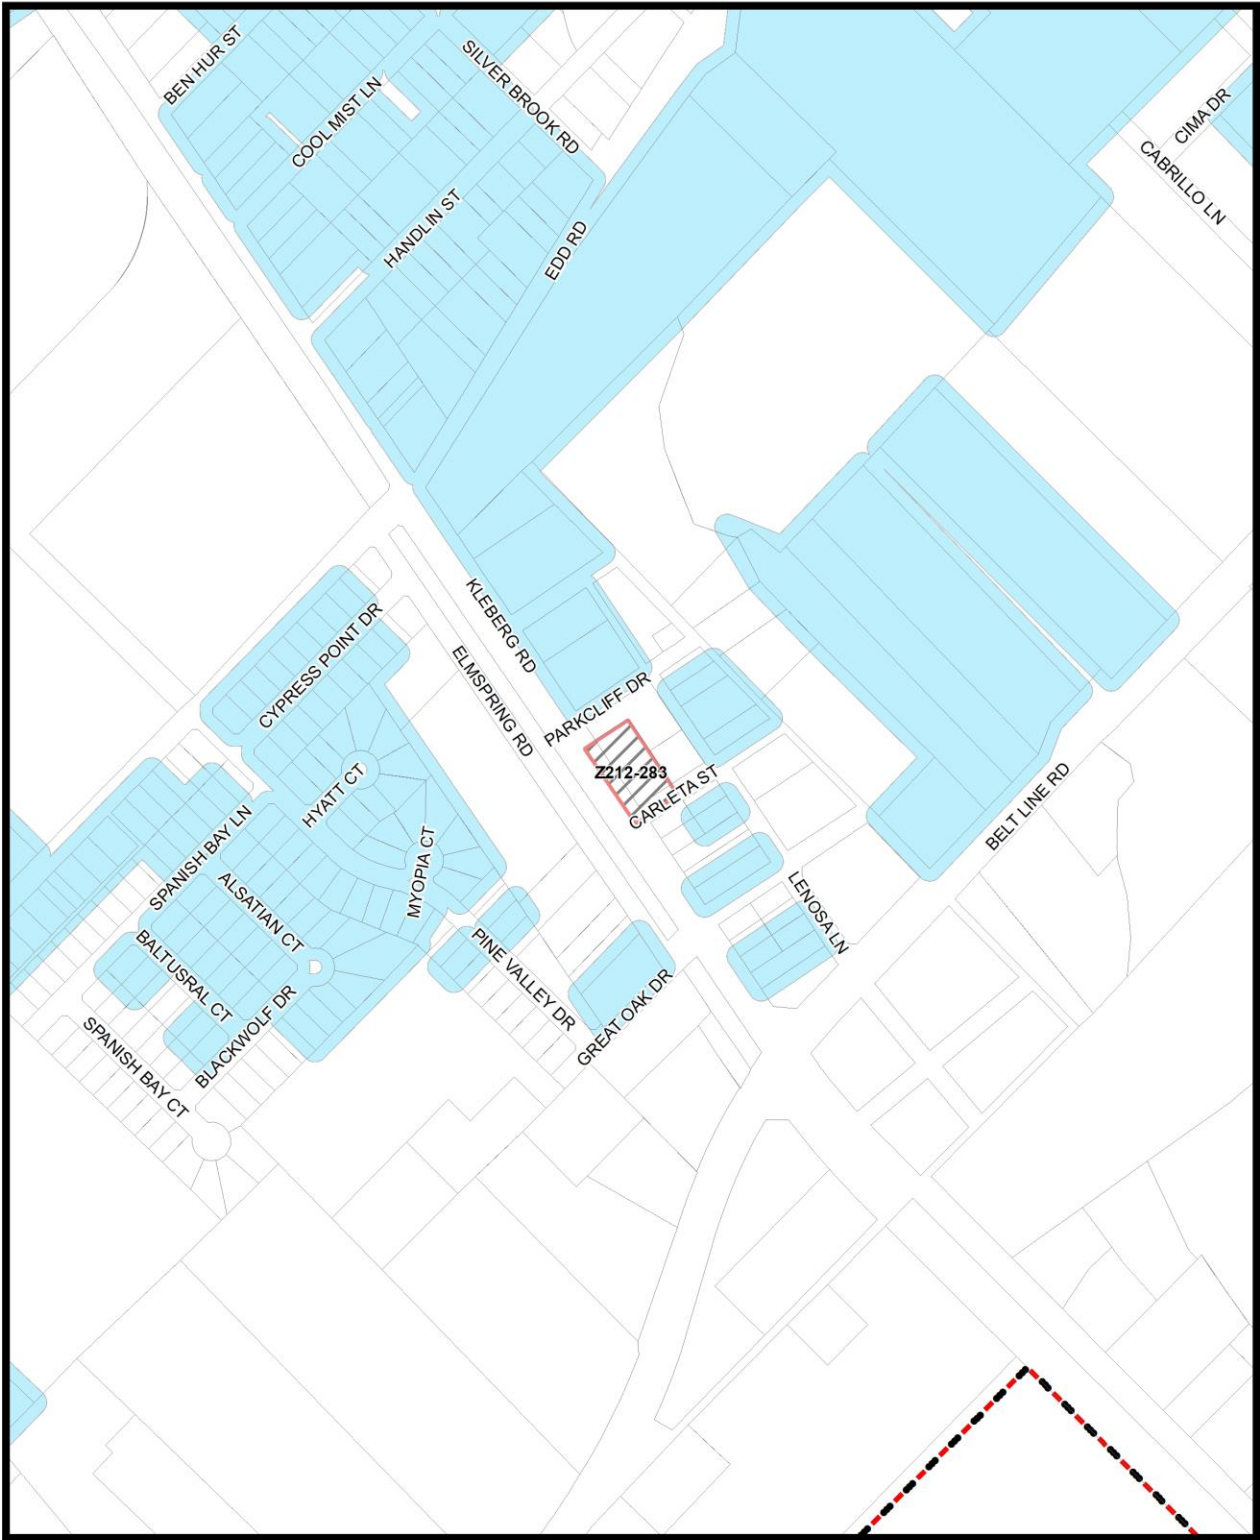 BEN HUR ST
SILVER BROOK RD
COOL MIST LN
CIMA DR
CABRILLO LN
HANDLIN ST
EDD RD
KLEBERG RD
CYPRESS POINT DR
ELMSPRING RD
PARKCLIFF DR
Z212-283
HYATT CT
CARLETA ST
BELT LINE RD
SPANISH BAY LN
MYOPIA CT
ALSATIAN CT
LENOSA LN
BALTUSRAL CT
PINE VALLEY DR
GREAT OAK DR
BLACKWOLF DR
SPANISH BAY CT